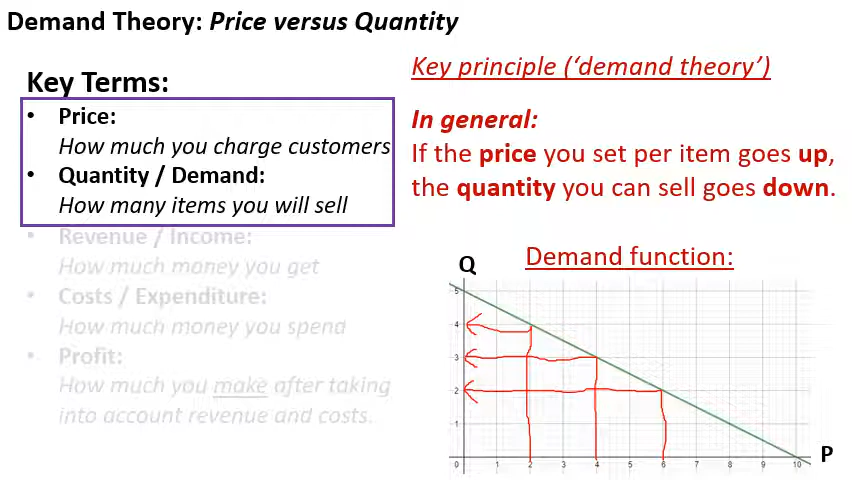 Demand Theory: Price versus Quantity
Key Terms:
• Price:
How much you charge customers
• Quantity / Demand:
How many items you will sell
• Revenue / Income:
How much money you get
• Costs / Expenditure:
How much money you spend
• Profit:
How much you make after taking
into account revenue and costs.
Key principle (‘demand theory’)
In general:
If the price you set per item goes up,
the quantity you can sell goes down.
Demand function:
Q
5
4
3
2
1
0 1 2 3 4 5 6 7 8 9 10
P